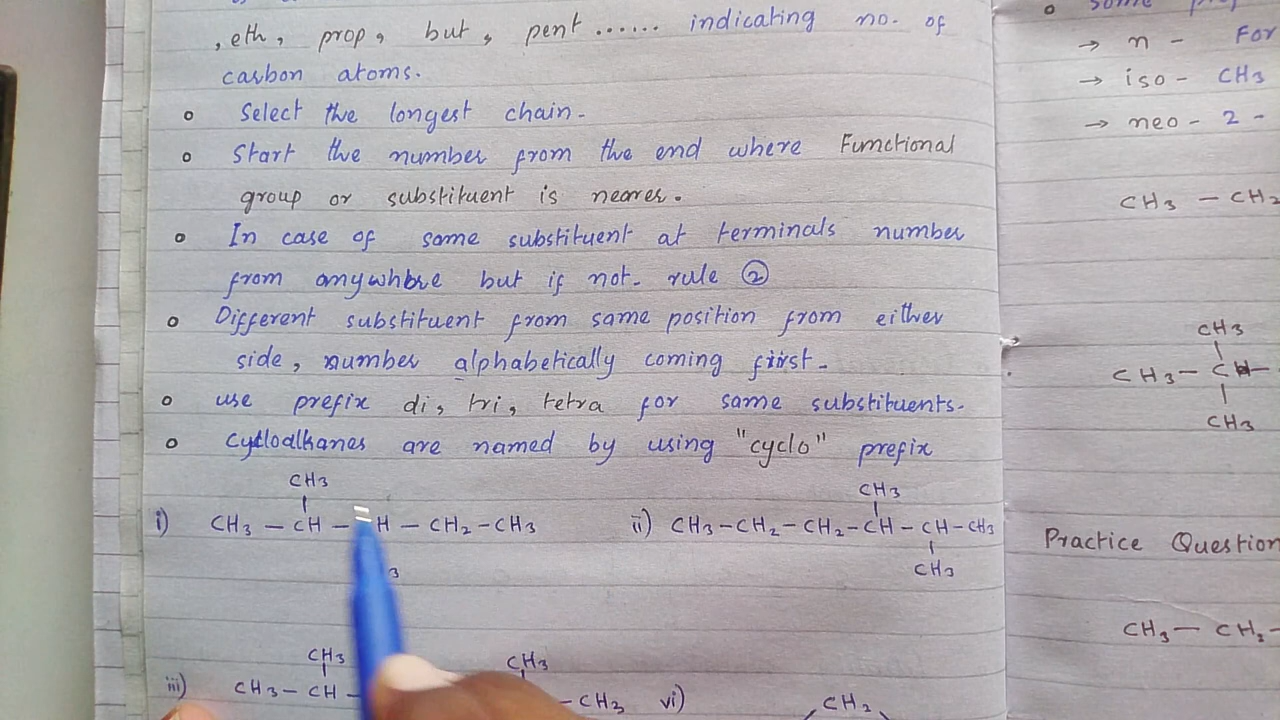 , eth, prop, but, pent ...... indicating no. of
carbon atoms.
o Select the longest chain.
o Start the number from the end where Functional
group or substituent is neares.
o In case of same substituent at terminals number
from anywhere but if not. rule ②
o Different substituent from same position from either
side, number alphabetically coming first.
o use prefix di, tri, tetra for same substituents.
o Cycloalkanes are named by using "cyclo" prefix
CH3
i) CH3 - CH - H - CH2 - CH3
3
CH3
ii) CH3-CH2-CH2-CH-CH-CH3
CH3
CH3
iii) CH3-CH-
CH3
-CH3
vi) CH2
o some
→ n - For
→ iso - CH3
→ neo - 2 -
CH3 - CH2
CH3
CH3 - CH-
CH3
Practice Question
CH3 - CH2-